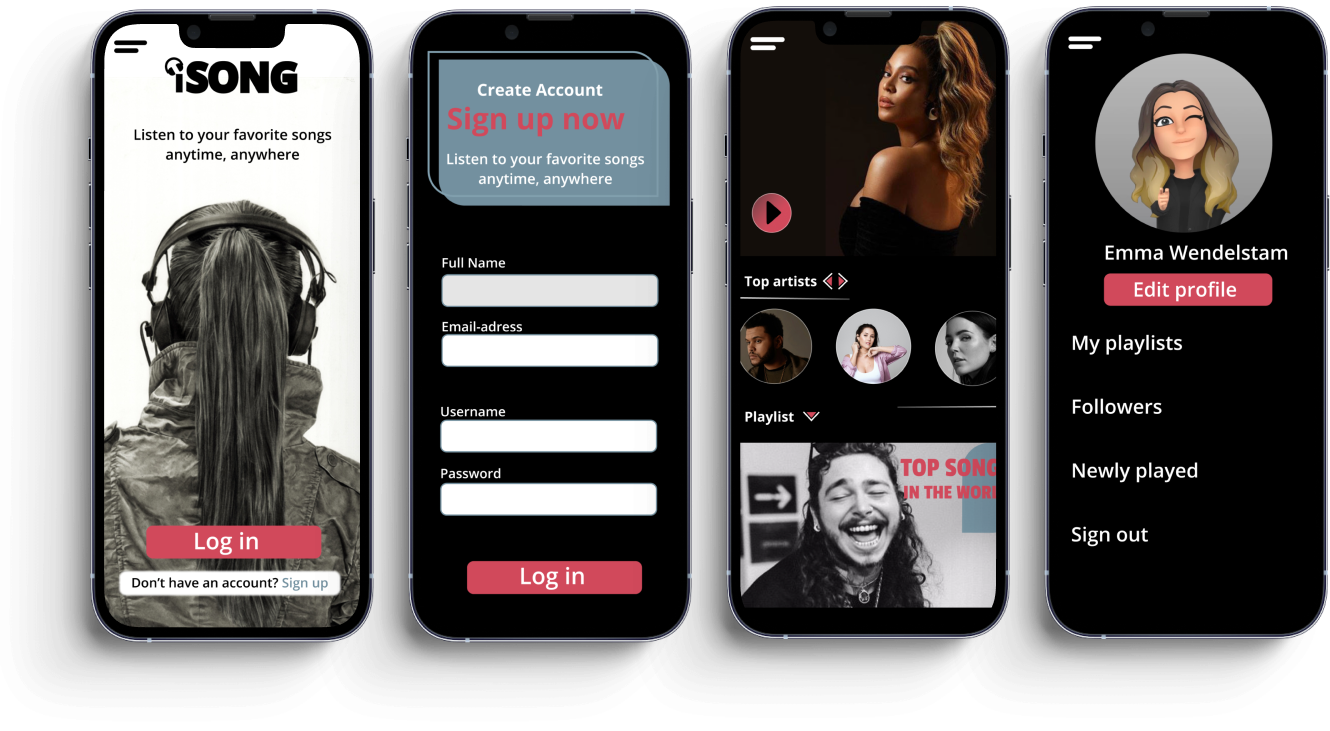 iSONG
Listen to your favorite songs
anytime, anywhere
Log in
Don't have an account? Sign up
Create Account
Sign up now
Listen to your favorite songs
anytime, anywhere
Full Name
Email-adress
Username
Password
Log in
Top artists
Playlist
TOP SONG
IN THE WOR
Emma Wendelstam
Edit profile
My playlists
Followers
Newly played
Sign out